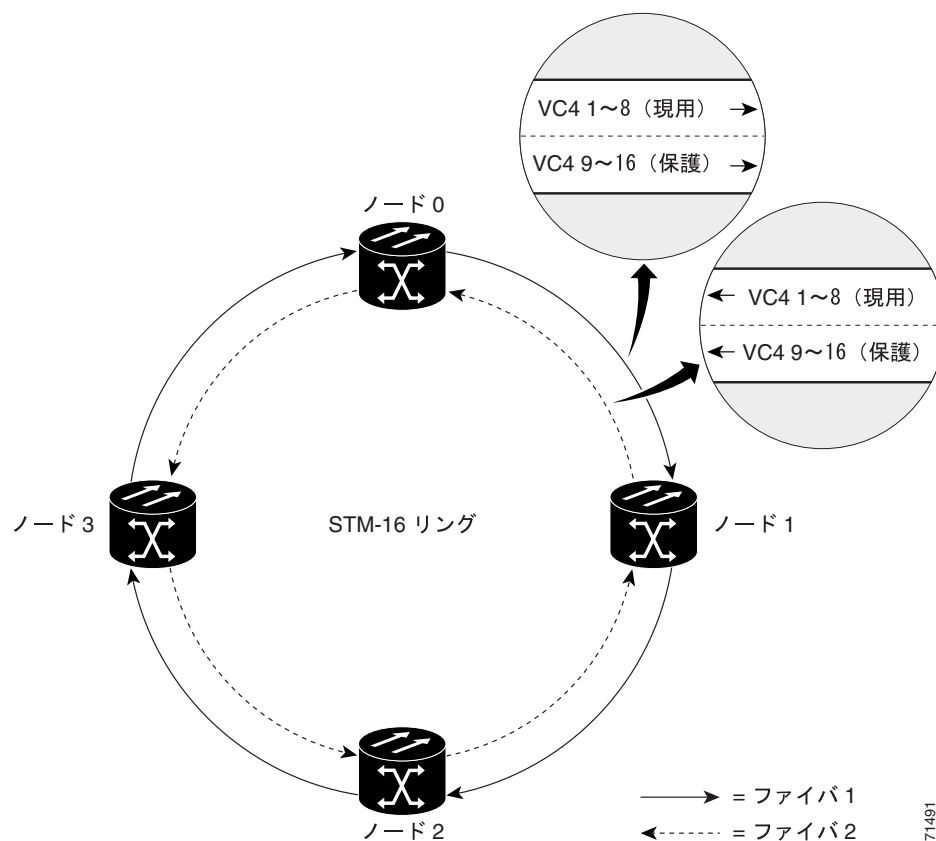 VC4 1～8（現用）
VC4 9～16（保護）
ノード 0
VC4 1～8（現用）
VC4 9～16（保護）
ノード 3
STM-16 リング
ノード 1
ノード 2
= ファイバ 1
= ファイバ 2
71491